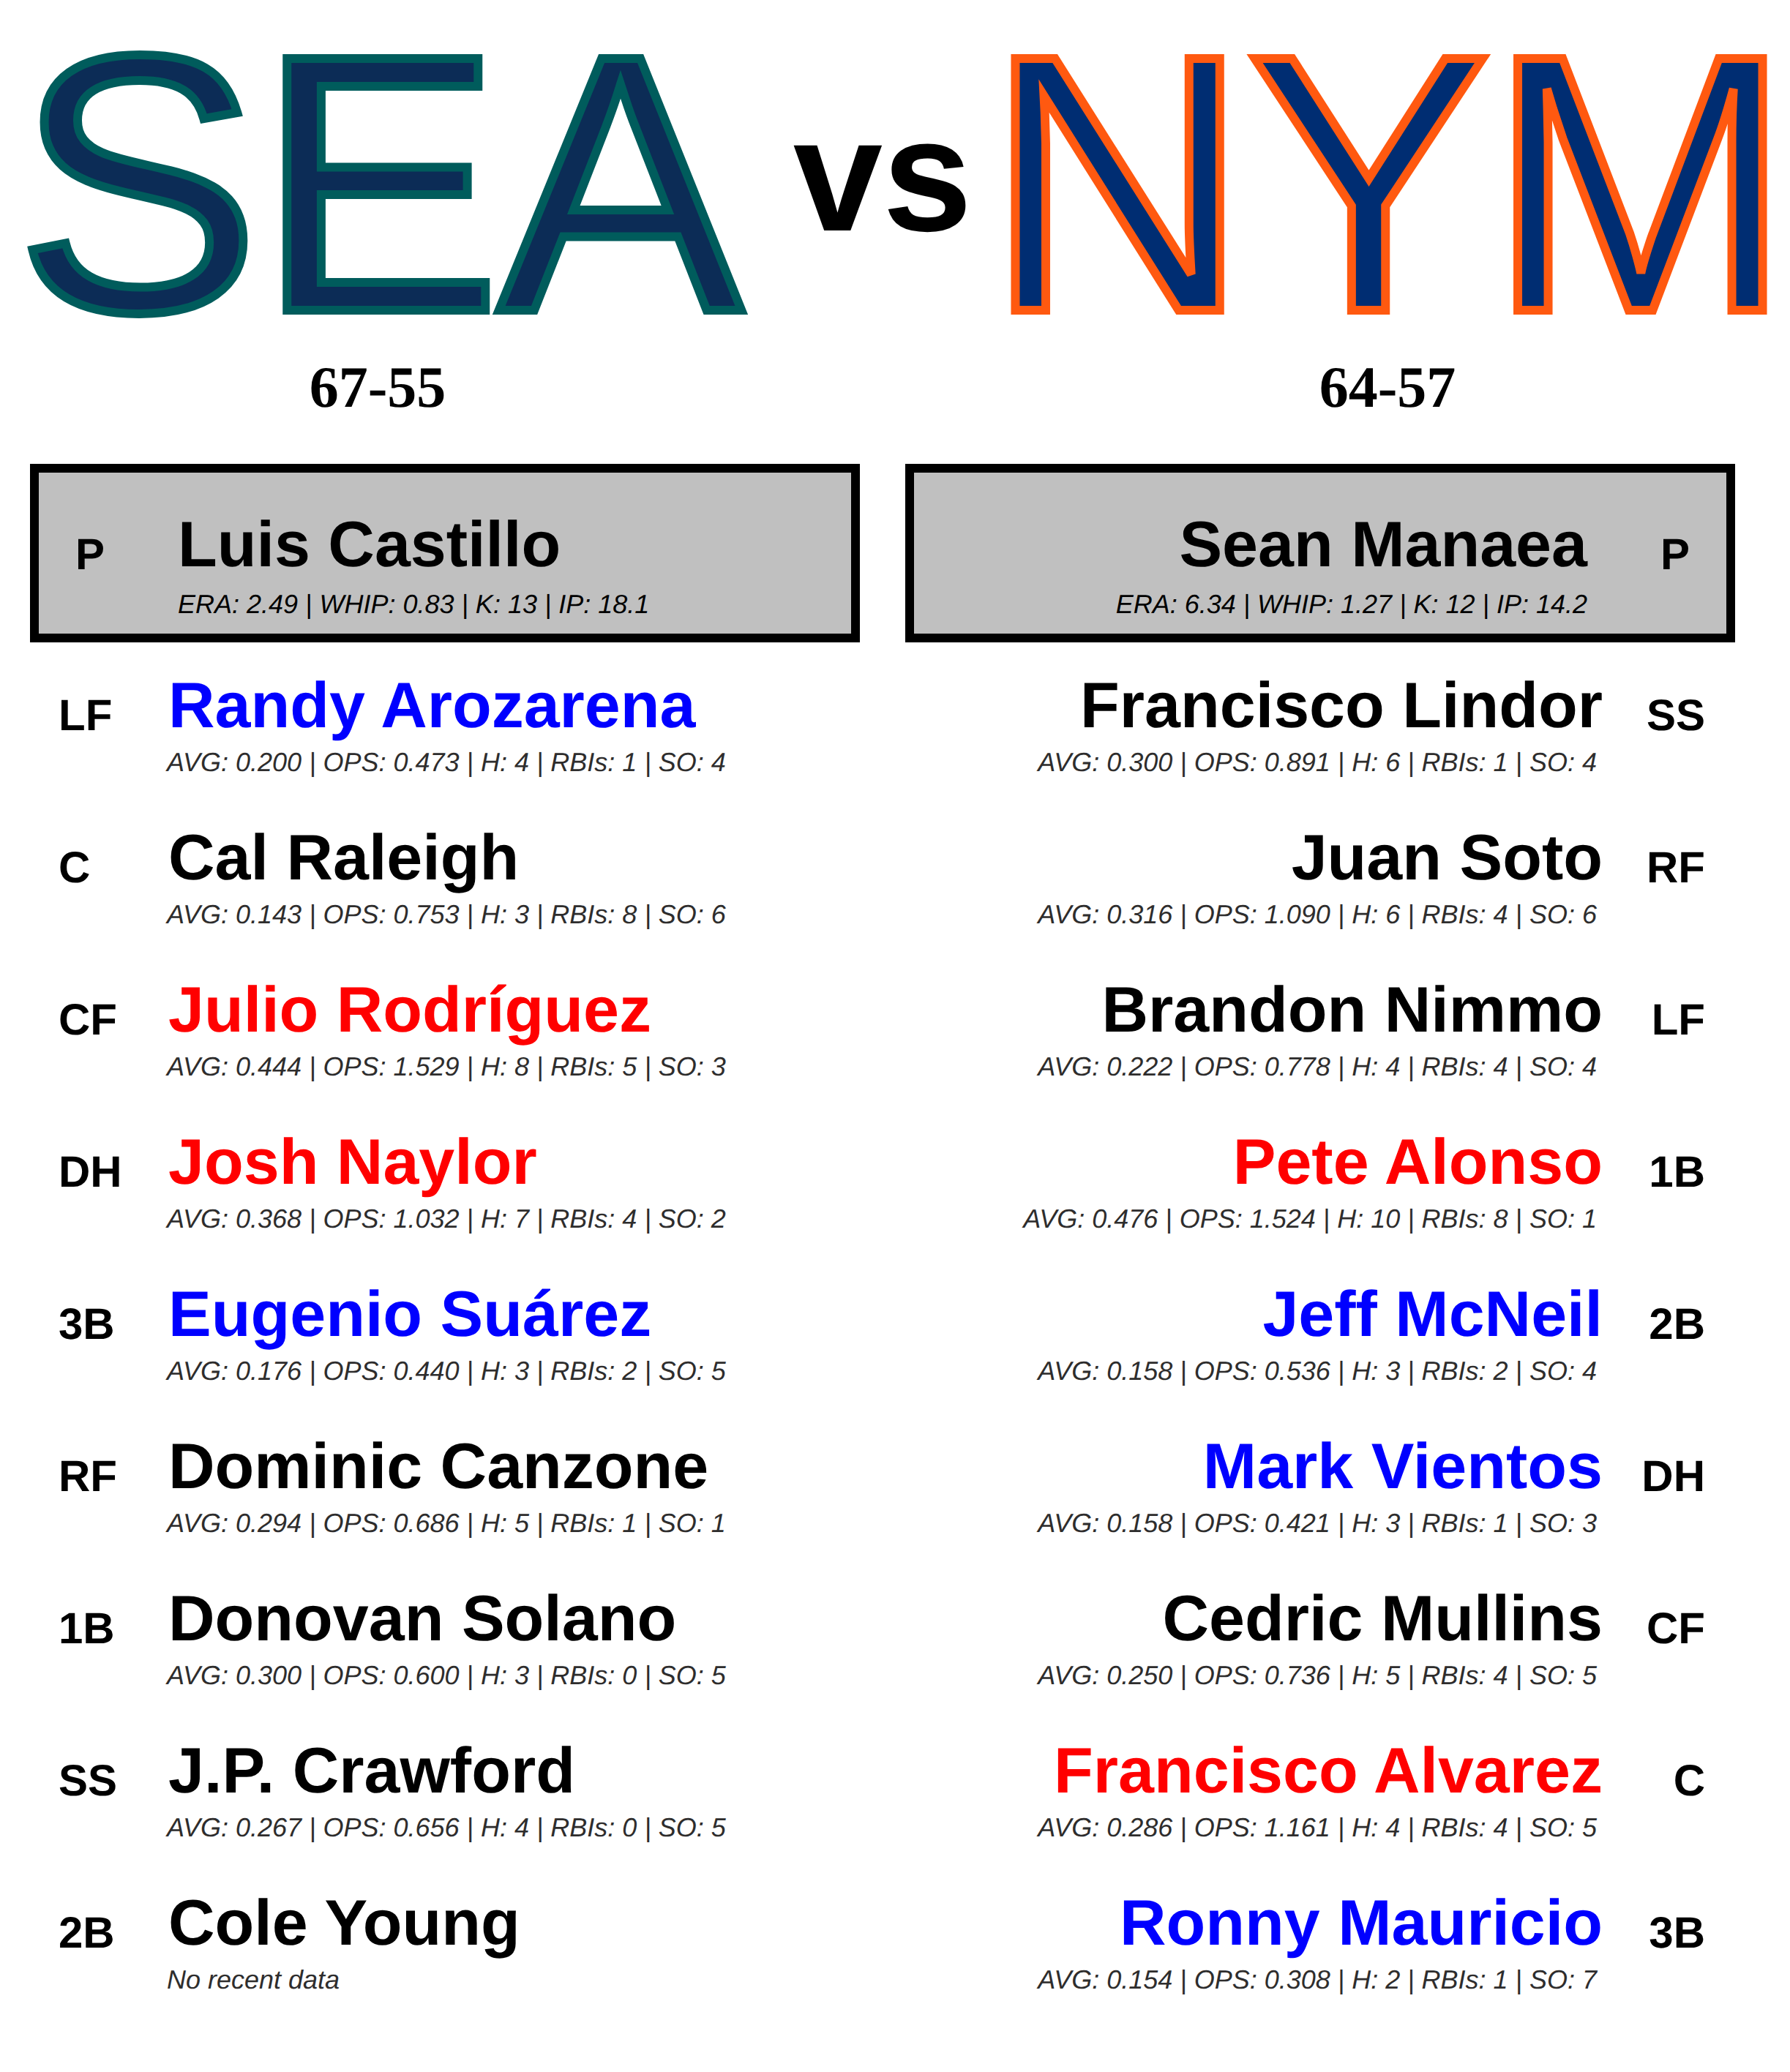 SEA vs NYM
67-55 64-57
P Luis Castillo Sean Manaea P
ERA: 2.49 | WHIP: 0.83 | K: 13 | IP: 18.1 ERA: 6.34 | WHIP: 1.27 | K: 12 | IP: 14.2
LF Randy Arozarena Francisco Lindor SS
AVG: 0.200 | OPS: 0.473 | H: 4 | RBIs: 1 | SO: 4 AVG: 0.300 | OPS: 0.891 | H: 6 | RBIs: 1 | SO: 4
C Cal Raleigh Juan Soto RF
AVG: 0.143 | OPS: 0.753 | H: 3 | RBIs: 8 | SO: 6 AVG: 0.316 | OPS: 1.090 | H: 6 | RBIs: 4 | SO: 6
CF Julio Rodríguez Brandon Nimmo LF
AVG: 0.444 | OPS: 1.529 | H: 8 | RBIs: 5 | SO: 3 AVG: 0.222 | OPS: 0.778 | H: 4 | RBIs: 4 | SO: 4
DH Josh Naylor Pete Alonso 1B
AVG: 0.368 | OPS: 1.032 | H: 7 | RBIs: 4 | SO: 2 AVG: 0.476 | OPS: 1.524 | H: 10 | RBIs: 8 | SO: 1
3B Eugenio Suárez Jeff McNeil 2B
AVG: 0.176 | OPS: 0.440 | H: 3 | RBIs: 2 | SO: 5 AVG: 0.158 | OPS: 0.536 | H: 3 | RBIs: 2 | SO: 4
RF Dominic Canzone Mark Vientos DH
AVG: 0.294 | OPS: 0.686 | H: 5 | RBIs: 1 | SO: 1 AVG: 0.158 | OPS: 0.421 | H: 3 | RBIs: 1 | SO: 3
1B Donovan Solano Cedric Mullins CF
AVG: 0.300 | OPS: 0.600 | H: 3 | RBIs: 0 | SO: 5 AVG: 0.250 | OPS: 0.736 | H: 5 | RBIs: 4 | SO: 5
SS J.P. Crawford Francisco Alvarez C
AVG: 0.267 | OPS: 0.656 | H: 4 | RBIs: 0 | SO: 5 AVG: 0.286 | OPS: 1.161 | H: 4 | RBIs: 4 | SO: 5
2B Cole Young Ronny Mauricio 3B
No recent data AVG: 0.154 | OPS: 0.308 | H: 2 | RBIs: 1 | SO: 7